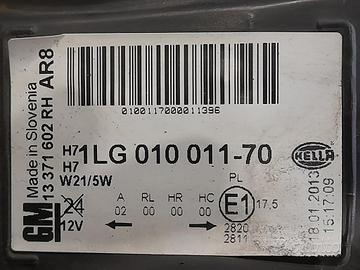 GM
Made in Slovenia
13 371 602 RH AR8
0100117000011396
H7
H7
1LG 010 011-70
HELLA
W21/5W
PL
A RL HR HC
24
12V
02 00 00 00
E1
17,5
2820
2811
18.01.2013
15:17:09